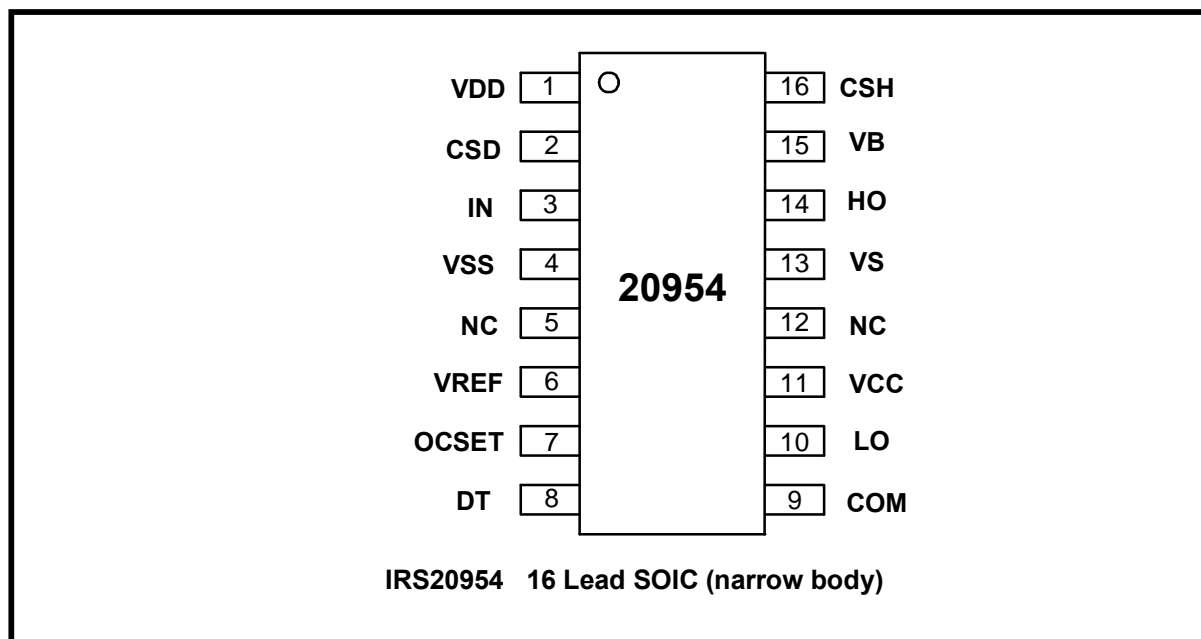 VDD 1 16 CSH
CSD 2 15 VB
IN 3 14 HO
VSS 4 13 VS
20954
NC 5 12 NC
VREF 6 11 VCC
OCSET 7 10 LO
DT 8 9 COM
IRS20954 16 Lead SOIC (narrow body)